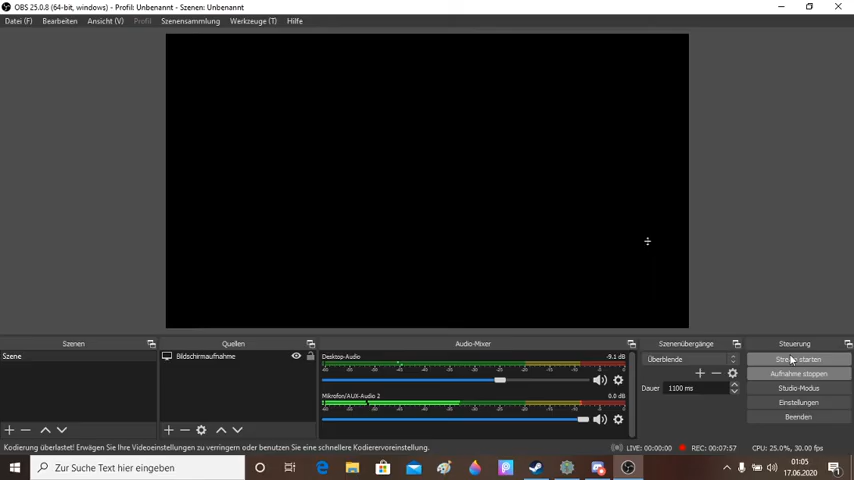 OBS 25.0.8 (64-bit, windows) - Profil: Unbenannt - Szenen: Unbenannt
Datei (F) Bearbeiten Ansicht (V) Profil Szenensammlung Werkzeuge (T) Hilfe
Szenen Quellen Audio-Mixer Szenenübergänge Steuerung
Szene
Bildschirmaufnahme
Desktop-Audio -9.1 dB
Mikrofon/AUX-Audio 2 0.0 dB
Überblende
Dauer 1100 ms
starten
Aufnahme stoppen
Studio-Modus
Einstellungen
Beenden
Kodierung überlastet! Erwägen Sie Ihre Videoeinstellungen zu verringern oder benutzen Sie eine schnellere Kodierervoreinstellung.
LIVE: 00:00:00 REC: 00:07:57 CPU: 25.0%, 30.00 fps
Zur Suche Text hier eingeben
01:05
17.06.2020